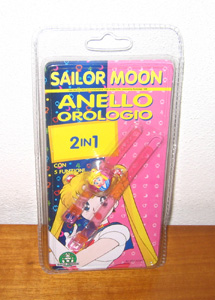 SAILOR MOON
ANELLO
OROLOGIO
2 IN 1
CON
5 FUNZIONI